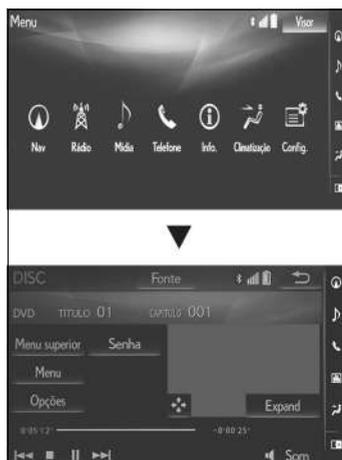 Menu Visor
Nav Rádio Mídia Telefone Info. Climatização Config.
DISC Fonte
DVD TÍTULO 01 CAPÍTULO 001
Menu superior Senha
Menu
Opções Expand
0:05'12" -0:00'25"
Som